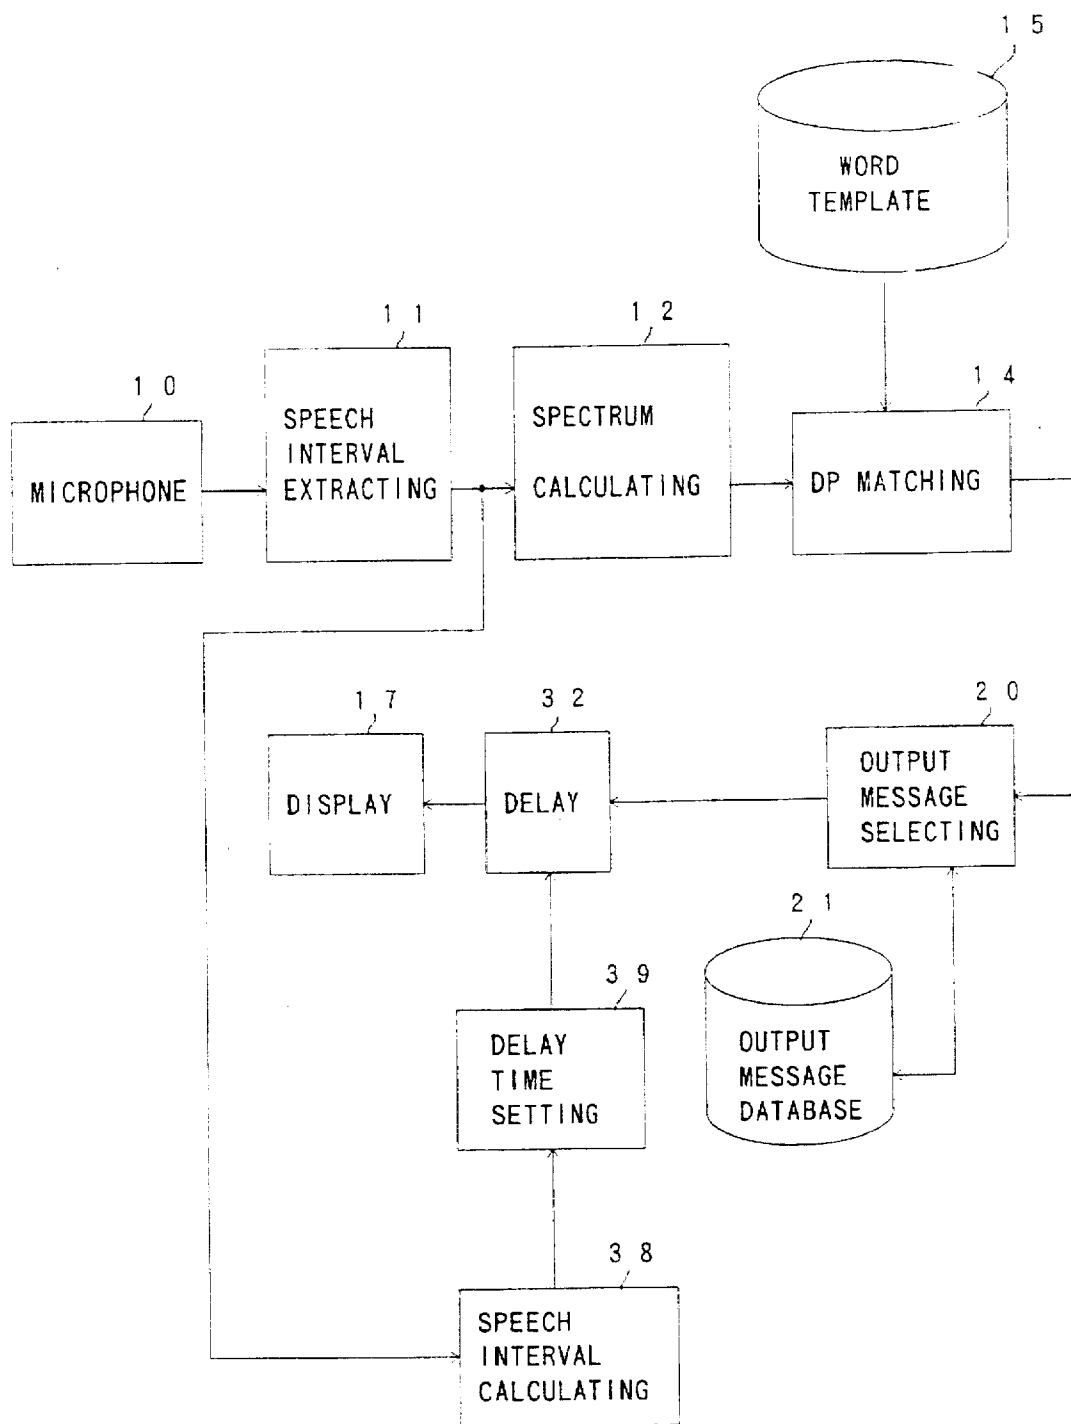 15
WORD
TEMPLATE
11
12
10
14
SPEECH
INTERVAL
EXTRACTING
SPECTRUM
CALCULATING
MICROPHONE
DP MATCHING
17
32
20
DISPLAY
DELAY
OUTPUT
MESSAGE
SELECTING
21
39
DELAY
TIME
SETTING
OUTPUT
MESSAGE
DATABASE
38
SPEECH
INTERVAL
CALCULATING